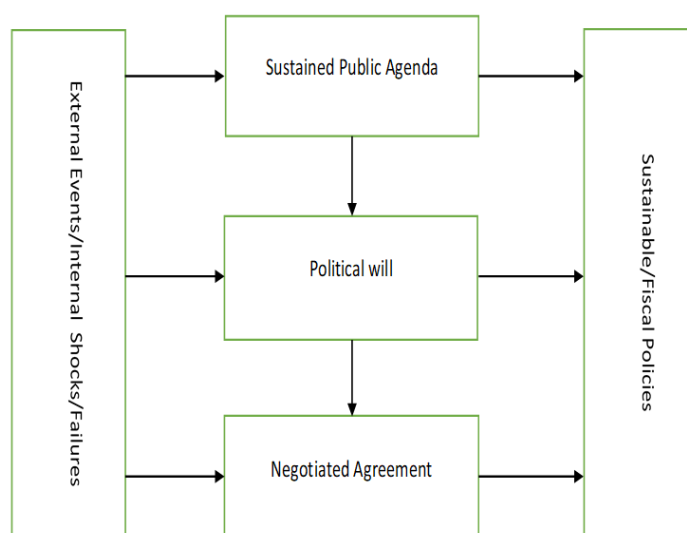 External Events/Internal Shocks/Failures
Sustained Public Agenda
Political will
Negotiated Agreement
Sustainable/Fiscal Policies